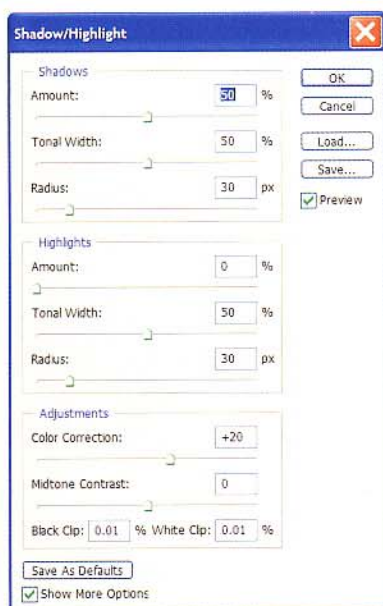 Shadow/Highlight
Shadows
Amount: 50 %
Tonal Width: 50 %
Radius: 30 px
OK
Cancel
Load...
Save...
Preview
Highlights
Amount: 0 %
Tonal Width: 50 %
Radius: 30 px
Adjustments
Color Correction: +20
Midtone Contrast: 0
Black Clip: 0.01 % White Clip: 0.01 %
Save As Defaults
Show More Options